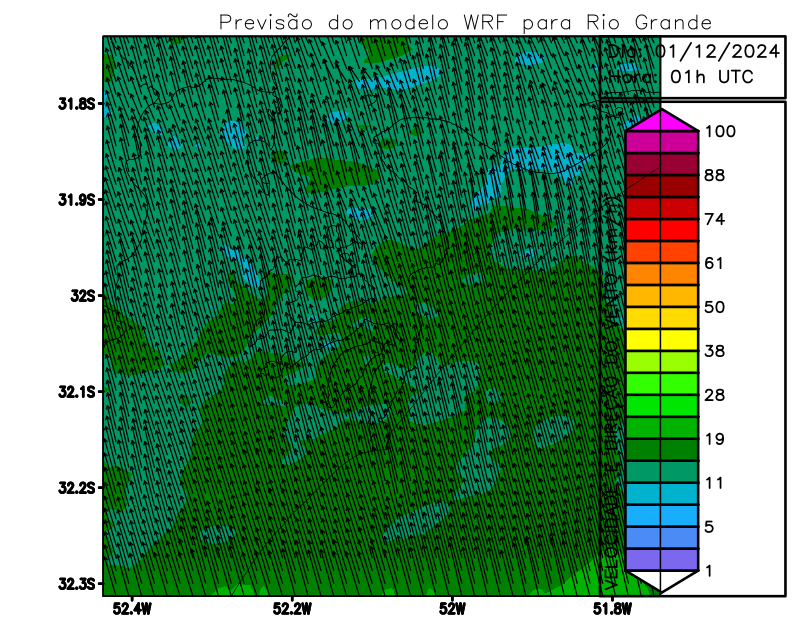 Previsão do modelo WRF para Rio Grande
Dia: 01/12/2024
Hora: 01h UTC
31.8S
31.9S
32S
32.1S
32.2S
32.3S
52.4W
52.2W
52W
51.8W
VELOCIDADE E DIREÇÃO DO VENTO (km/h)
100
88
74
61
50
38
28
19
11
5
1